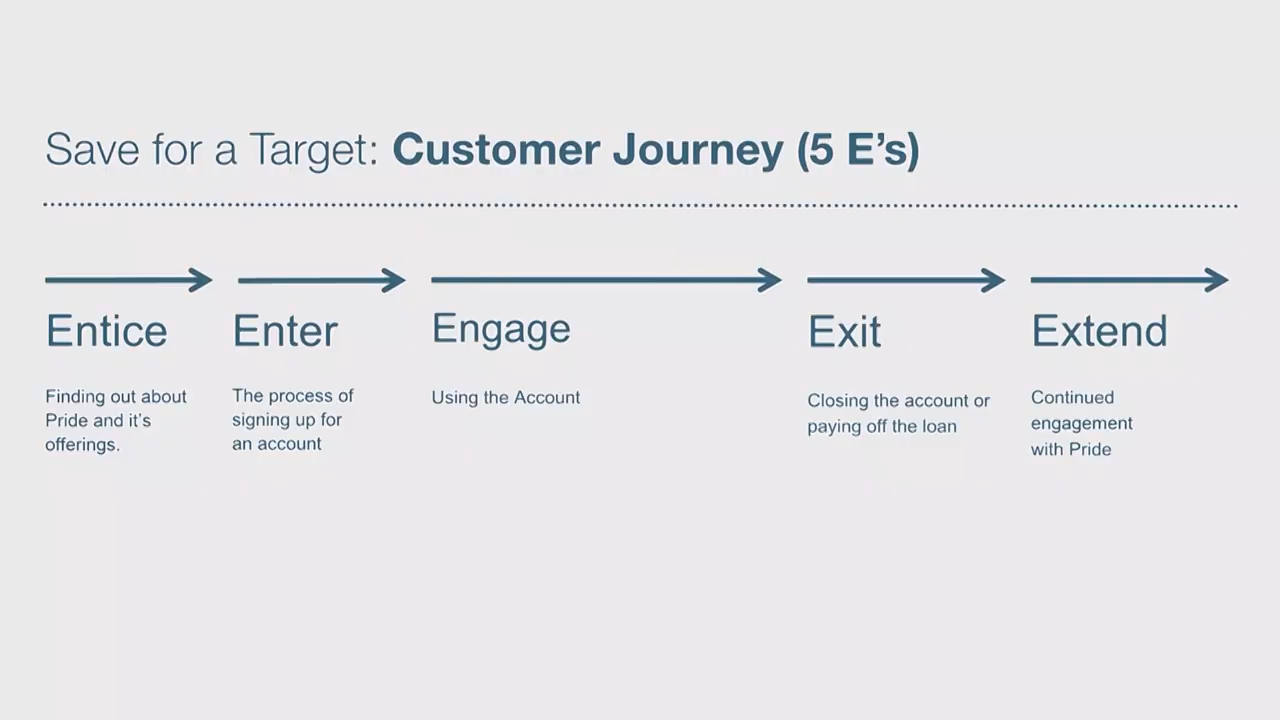 Save for a Target: Customer Journey (5 E’s)
Entice
Enter
Engage
Exit
Extend
Finding out about
Pride and it’s
offerings.
The process of
signing up for
an account
Using the Account
Closing the account or
paying off the loan
Continued
engagement
with Pride